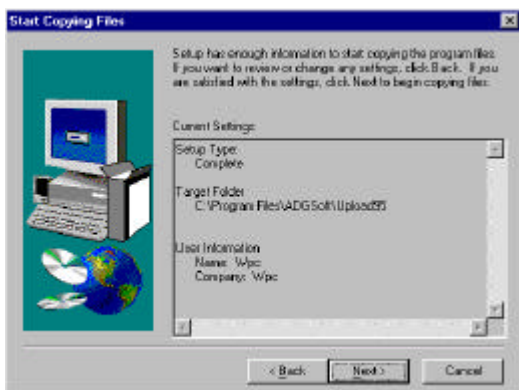 Start Copying Files
Setup has enough information to start copying the program files.
If you want to review or change any settings, click Back. If you
are satisfied with the settings, click Next to begin copying files.
Current Settings:
Setup Type:
Complete
Target Folder
C:\Program Files\ADGSoft\Upload95
User Information
Name: Wpc
Company: Wpc
< Back
Next >
Cancel